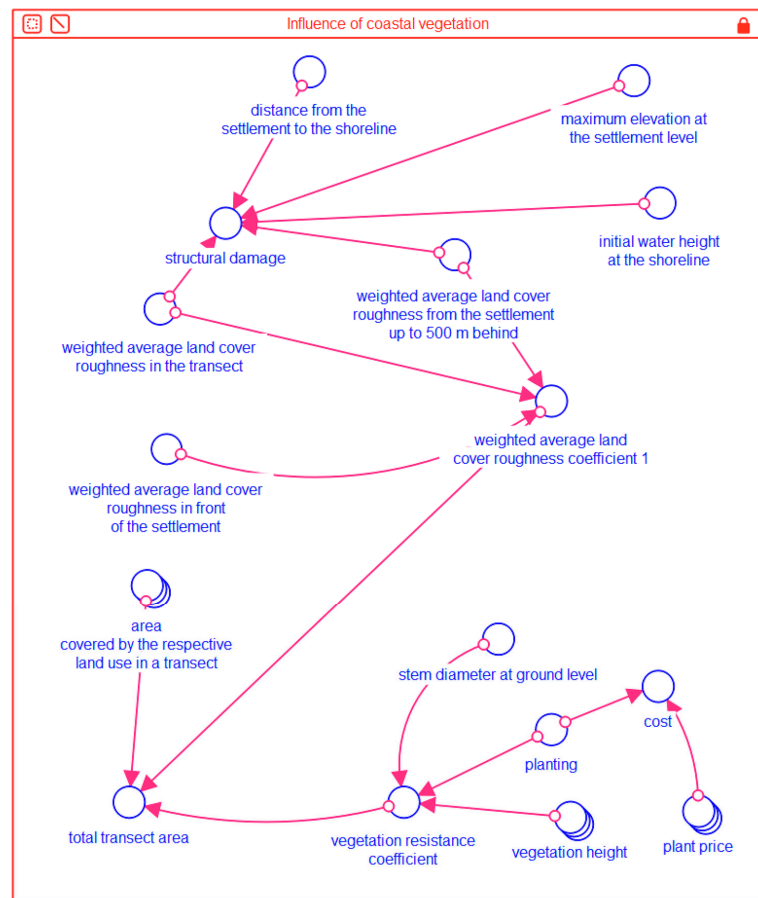 Influence of coastal vegetation
distance from the
settlement to the shoreline
maximum elevation at
the settlement level
initial water height
at the shoreline
structural damage
weighted average land cover
roughness from the settlement
up to 500 m behind
weighted average land cover
roughness in the transect
weighted average land
cover roughness coefficient 1
weighted average land cover
roughness in front
of the settlement
area
covered by the respective
land use in a transect
stem diameter at ground level
cost
planting
total transect area
vegetation resistance
coefficient
vegetation height
plant price